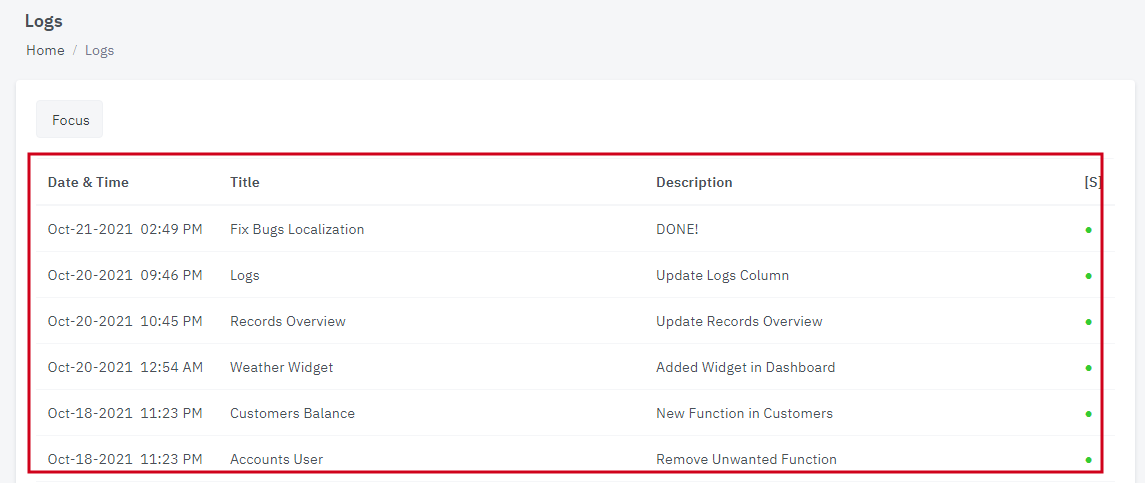 Logs
Home / Logs
Focus
Date & Time Title Description [S]
Oct-21-2021 02:49 PM Fix Bugs Localization DONE!
Oct-20-2021 09:46 PM Logs Update Logs Column
Oct-20-2021 10:45 PM Records Overview Update Records Overview
Oct-20-2021 12:54 AM Weather Widget Added Widget in Dashboard
Oct-18-2021 11:23 PM Customers Balance New Function in Customers
Oct-18-2021 11:23 PM Accounts User Remove Unwanted Function